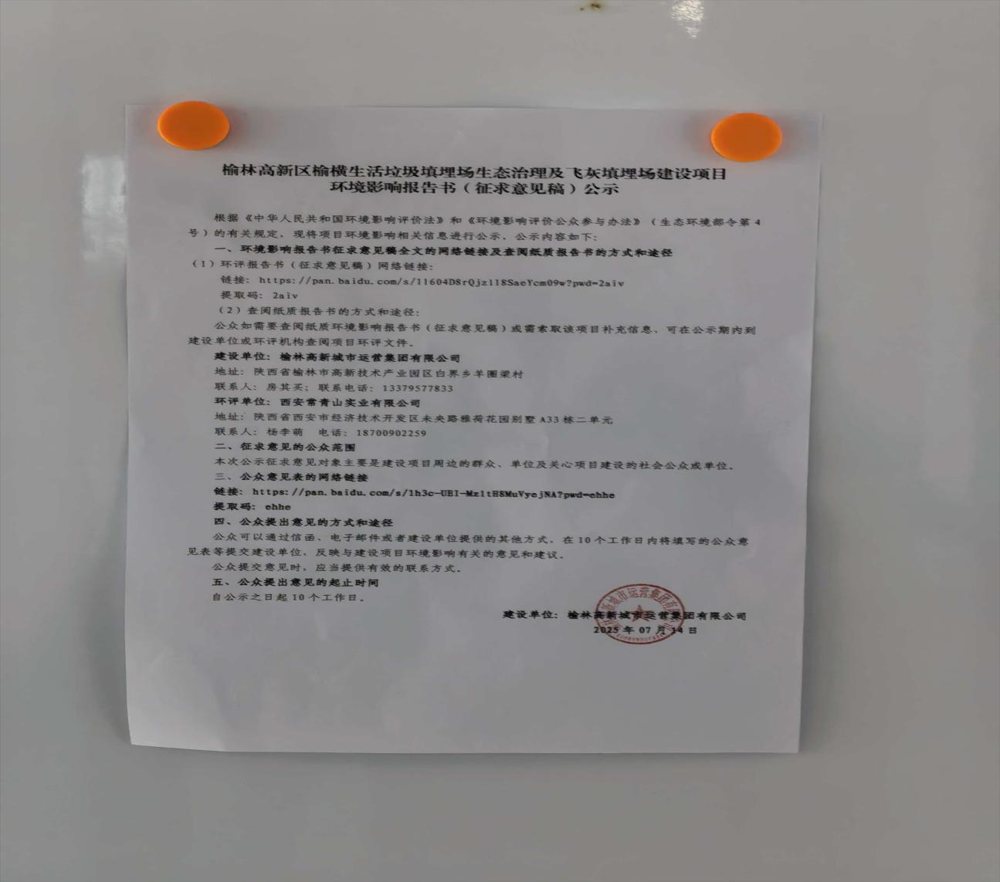 榆林高新区榆横生活垃圾填埋场生态治理及飞灰填埋场建设项目
环境影响报告书（征求意见稿）公示
根据《中华人民共和国环境影响评价法》和《环境影响评价公众参与办法》（生态环境部令第4
号）的有关规定，现将项目环境影响相关信息进行公示，公示内容如下：
一、环境影响报告书征求意见稿全文的网络链接及查阅纸质报告书的方式和途径
（1）环评报告书（征求意见稿）网络链接：
链接：
提取码：2aiv
（2）查阅纸质报告书的方式和途径：
公众如需要查阅纸质环境影响报告书（征求意见稿）或需索取该项目补充信息，可在公示期内到
建设单位或环评机构查阅项目环评文件。
建设单位：榆林高新城市运营集团有限公司
地址：陕西省榆林市高新技术产业园区白界乡羊圈梁村
联系人：房其买；联系电话：13379577833
环评单位：西安常青山实业有限公司
地址：陕西省西安市经济技术开发区未央路雅荷花园别墅A33栋二单元
联系人：杨李萌 电话：18700902259
二、征求意见的公众范围
本次公示征求意见对象主要是建设项目周边的群众、单位及关心项目建设的社会公众或单位。
三、公众意见表的网络链接
链接：
提取码：ehhe
四、公众提出意见的方式和途径
公众可以通过信函、电子邮件或者建设单位提供的其他方式，在10个工作日内将填写的公众意
见表等提交建设单位，反映与建设项目环境影响有关的意见和建议。
公众提交意见时，应当提供有效的联系方式。
五、公众提出意见的起止时间
自公示之日起10个工作日。
建设单位：榆林高新城市运营集团有限公司
2025年07月14日